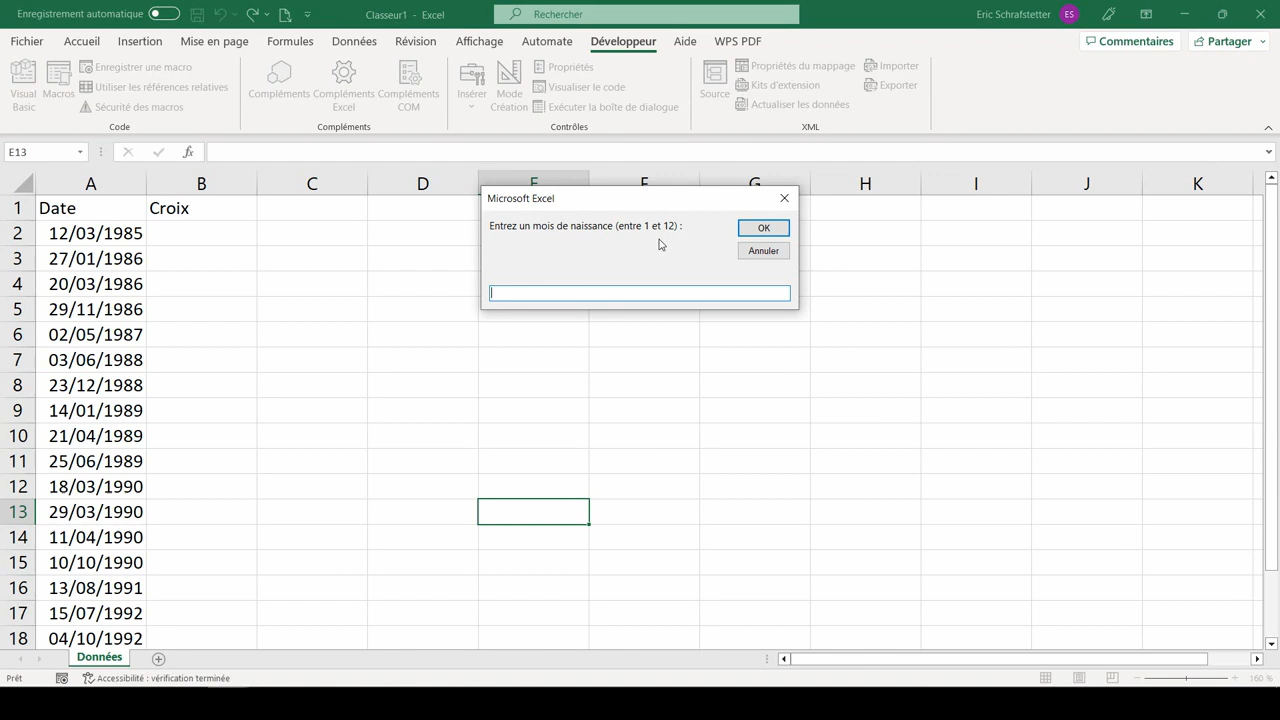 Enregistrement automatique
Classeur1 - Excel
Rechercher
Eric Schrafstetter
ES
Fichier Accueil Insertion Mise en page Formules Données Révision Affichage Automate Développeur Aide WPS PDF
Commentaires
Partager
Visual Basic
Macros
Enregistrer une macro
Utiliser les références relatives
Sécurité des macros
Code
Compléments
Compléments Excel
Compléments COM
Compléments
Insérer
Mode Création
Propriétés
Visualiser le code
Exécuter la boîte de dialogue
Contrôles
Source
Propriétés du mappage
Kits d'extension
Actualiser les données
Importer
Exporter
XML
E13
fx
A B C D E F G H I J K
1 Date Croix
2 12/03/1985
3 27/01/1986
4 20/03/1986
5 29/11/1986
6 02/05/1987
7 03/06/1988
8 23/12/1988
9 14/01/1989
10 21/04/1989
11 25/06/1989
12 18/03/1990
13 29/03/1990
14 11/04/1990
15 10/10/1990
16 13/08/1991
17 15/07/1992
18 04/10/1992
Microsoft Excel
Entrez un mois de naissance (entre 1 et 12) :
OK
Annuler
Données
Prêt
Accessibilité : vérification terminée
160 %